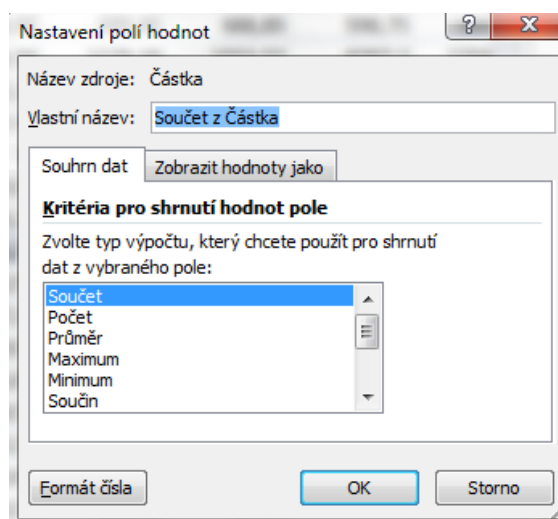 Nastavení polí hodnot
Název zdroje: Částka
Vlastní název: Součet z Částka
Souhrn dat Zobrazit hodnoty jako
Kritéria pro shrnutí hodnot pole
Zvolte typ výpočtu, který chcete použít pro shrnutí
dat z vybraného pole:
Součet
Počet
Průměr
Maximum
Minimum
Součin
Formát čísla OK Storno